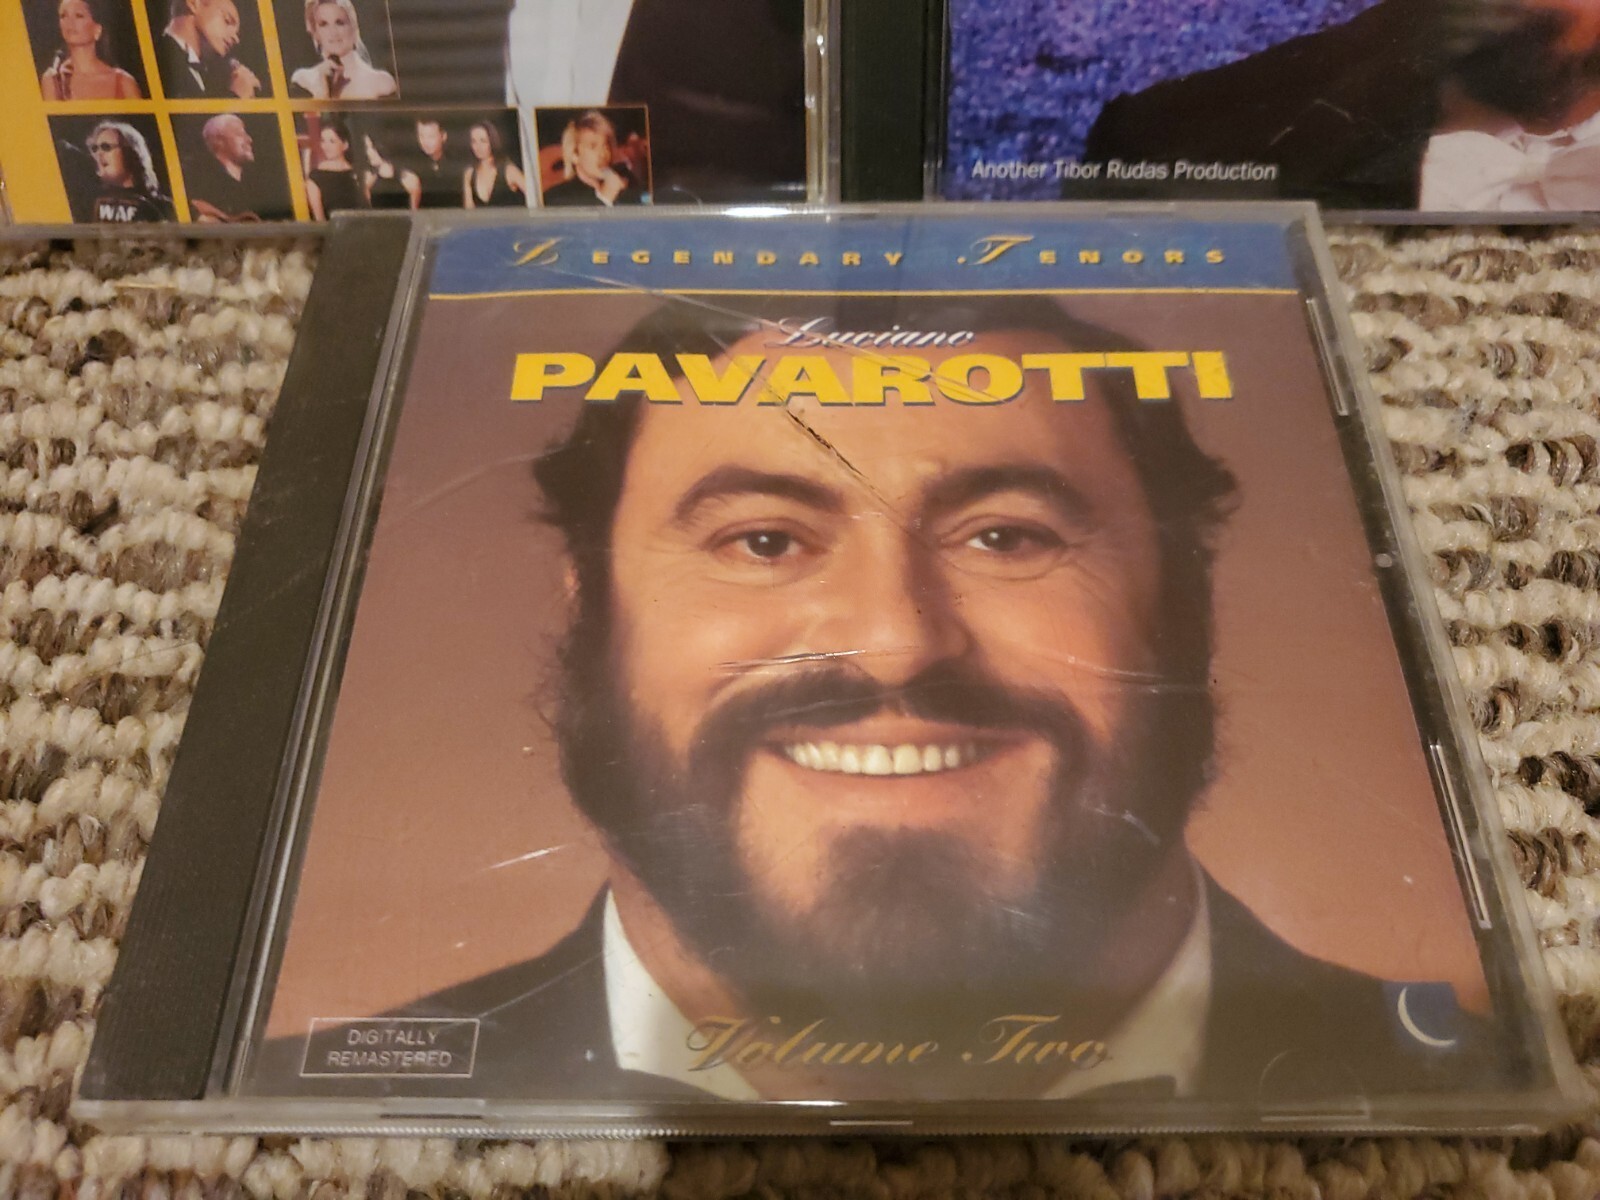 WAF
Another Tibor Rudas Production
LEGENDARY TENORS
Luciano
PAVAROTTI
DIGITALLY
REMASTERED
Volume Two